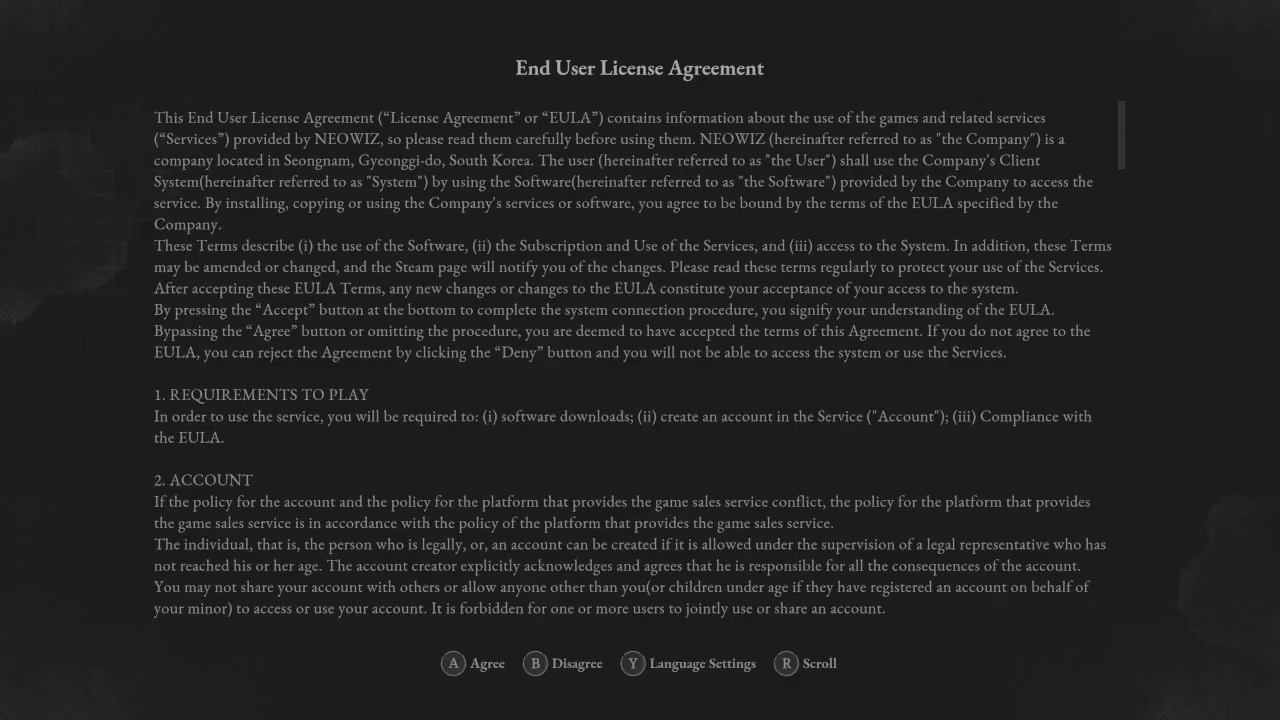 End User License Agreement
This End User License Agreement (“License Agreement” or “EULA”) contains information about the use of the games and related services
(“Services”) provided by NEOWIZ, so please read them carefully before using them. NEOWIZ (hereinafter referred to as "the Company") is a
company located in Seongnam, Gyeonggi-do, South Korea. The user (hereinafter referred to as "the User") shall use the Company's Client
System(hereinafter referred to as "System") by using the Software(hereinafter referred to as "the Software") provided by the Company to access the
service. By installing, copying or using the Company's services or software, you agree to be bound by the terms of the EULA specified by the
Company.
These Terms describe (i) the use of the Software, (ii) the Subscription and Use of the Services, and (iii) access to the System. In addition, these Terms
may be amended or changed, and the Steam page will notify you of the changes. Please read these terms regularly to protect your use of the Services.
After accepting these EULA Terms, any new changes or changes to the EULA constitute your acceptance of your access to the system.
By pressing the “Accept” button at the bottom to complete the system connection procedure, you signify your understanding of the EULA.
Bypassing the “Agree” button or omitting the procedure, you are deemed to have accepted the terms of this Agreement. If you do not agree to the
EULA, you can reject the Agreement by clicking the “Deny” button and you will not be able to access the system or use the Services.
1. REQUIREMENTS TO PLAY
In order to use the service, you will be required to: (i) software downloads; (ii) create an account in the Service ("Account"); (iii) Compliance with
the EULA.
2. ACCOUNT
If the policy for the account and the policy for the platform that provides the game sales service conflict, the policy for the platform that provides
the game sales service is in accordance with the policy of the platform that provides the game sales service.
The individual, that is, the person who is legally, or, an account can be created if it is allowed under the supervision of a legal representative who has
not reached his or her age. The account creator explicitly acknowledges and agrees that he is responsible for all the consequences of the account.
You may not share your account with others or allow anyone other than you(or children under age if they have registered an account on behalf of
your minor) to access or use your account. It is forbidden for one or more users to jointly use or share an account.
A Agree B Disagree Y Language Settings R Scroll